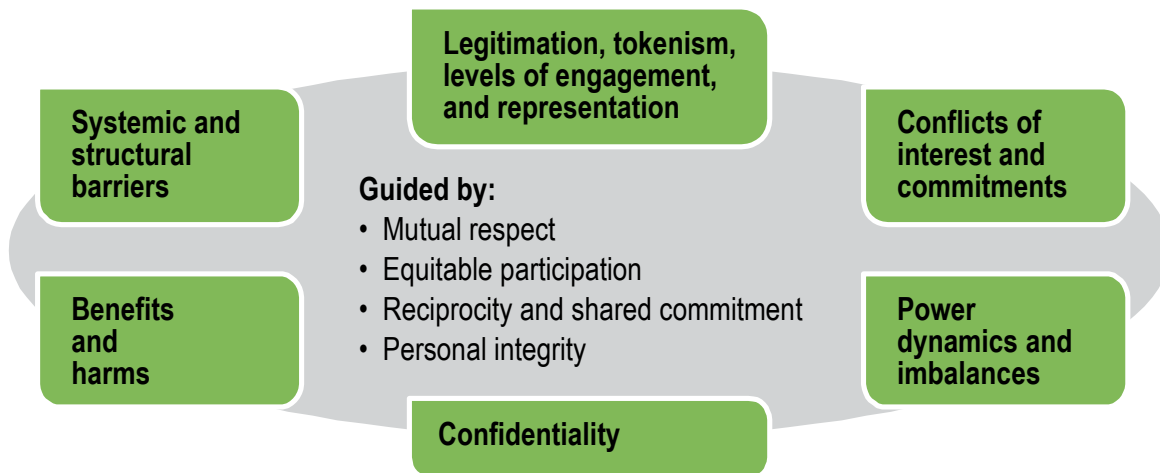 Legitimation, tokenism,
levels of engagement,
and representation
Systemic and
structural
barriers
Conflicts of
interest and
commitments
Guided by:
• Mutual respect
• Equitable participation
• Reciprocity and shared commitment
• Personal integrity
Benefits
and
harms
Power
dynamics and
imbalances
Confidentiality